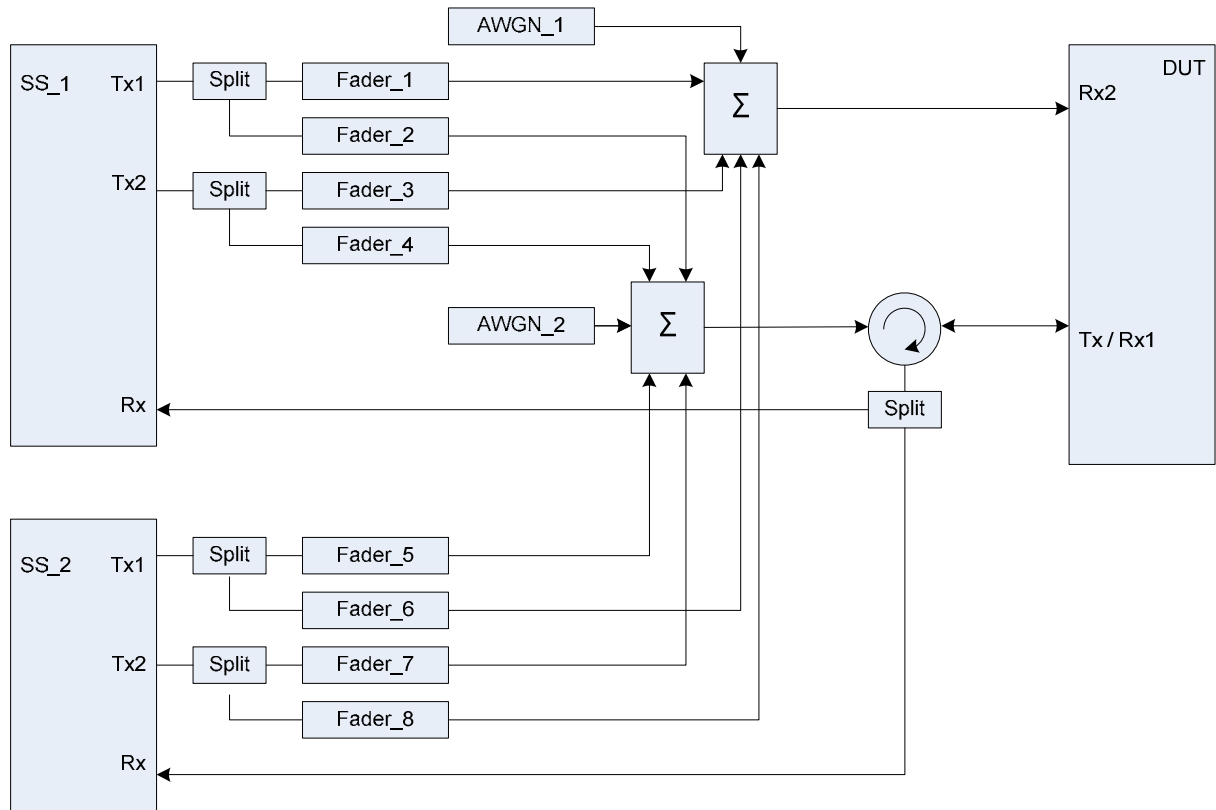 AWGN_1
SS_1
Tx1
Split
Fader_1
Σ
DUT
Rx2
Fader_2
Tx2
Split
Fader_3
Fader_4
AWGN_2
Σ
Tx / Rx1
Rx
Split
SS_2
Tx1
Split
Fader_5
Fader_6
Tx2
Split
Fader_7
Fader_8
Rx